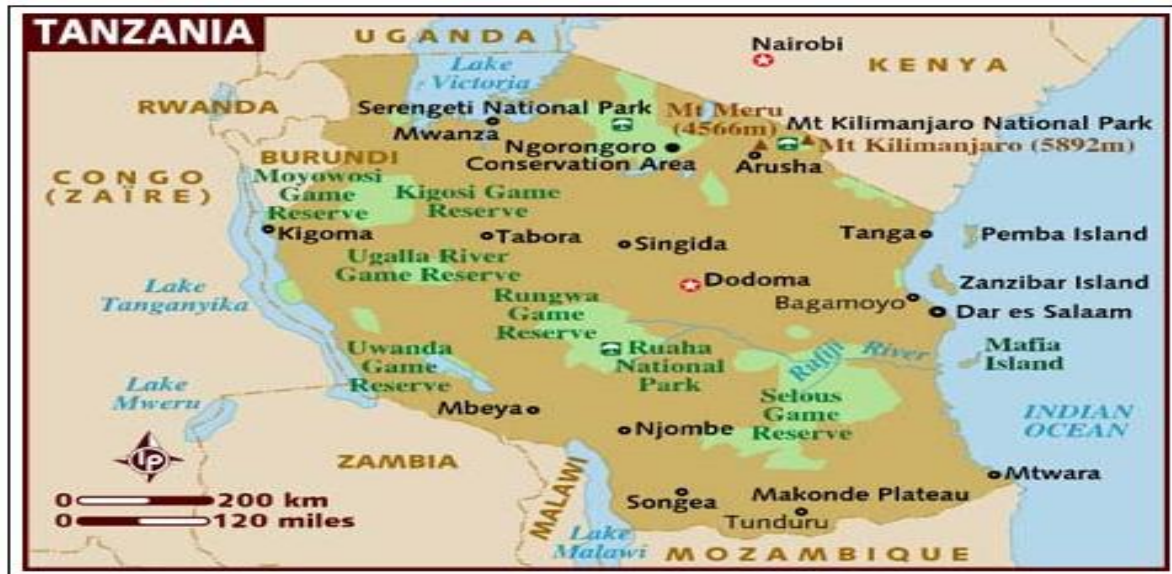 TANZANIA
UGANDA
Nairobi
KENYA
Lake
Victoria
RWANDA
Serengeti National Park
Mwanza
Mt Meru
(4566m)
Mt Kilimanjaro National Park
Mt Kilimanjaro (5892m)
Ngorongoro
Conservation Area
Arusha
BURUNDI
CONGO
(ZAÏRE)
Moyowosi
Game
Reserve
Kigosi Game
Reserve
Kigoma
Tabora
Singida
Tanga
Pemba Island
Ugalla River
Game Reserve
Dodoma
Zanzibar Island
Bagamoyo
Dar es Salaam
Lake
Tanganyika
Rungwa
Game
Reserve
Uwanda
Game
Reserve
Ruaha
National
Park
Rufiji
River
Mafia
Island
Lake
Mweru
Mbeya
Selous
Game
Reserve
INDIAN
OCEAN
Njombe
LP
ZAMBIA
MALAWI
Mtwara
0 200 km
0 120 miles
Songea
Makonde Plateau
Tunduru
Lake
Malawi
MOZAMBIQUE